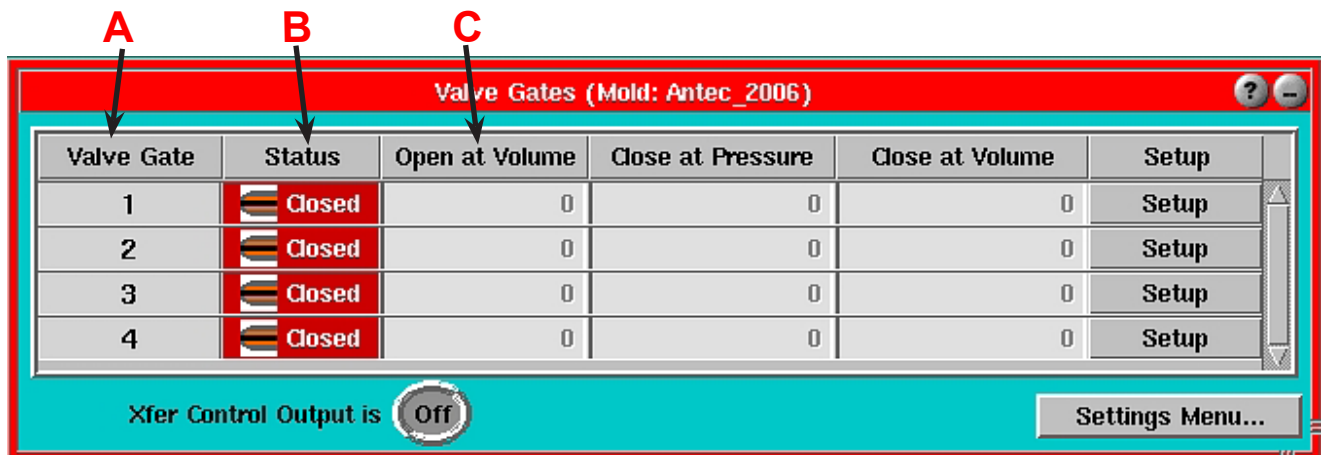 A B C
Valve Gates (Mold: Antec_2006) ? -
Valve Gate Status Open at Volume Close at Pressure Close at Volume Setup
1 Closed 0 0 0 Setup
2 Closed 0 0 0 Setup
3 Closed 0 0 0 Setup
4 Closed 0 0 0 Setup
Xfer Control Output is Off Settings Menu...